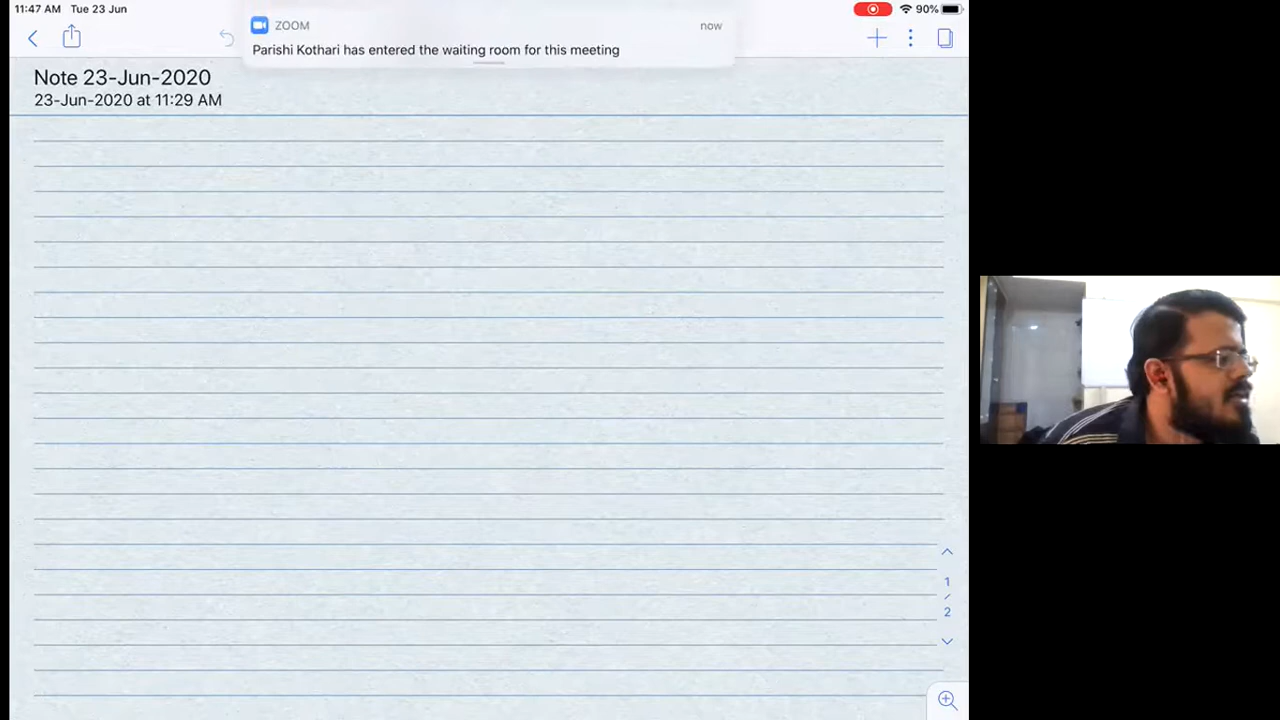 11:47 AM Tue 23 Jun
90%
ZOOM
now
Parishi Kothari has entered the waiting room for this meeting
Note 23-Jun-2020
23-Jun-2020 at 11:29 AM
1
/
2